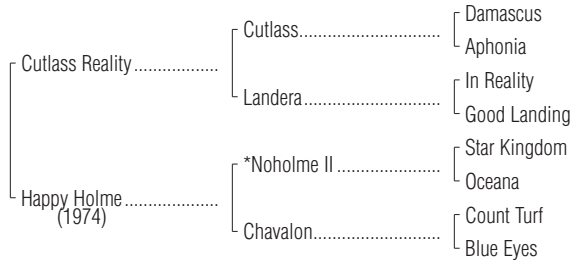 Damascus
Cutlass..............................
Aphonia
Cutlass Reality..................
In Reality
Landera.............................
Good Landing
Star Kingdom
*Noholme II......................
Oceana
Happy Holme....................
(1974)
Count Turf
Chavalon...........................
Blue Eyes